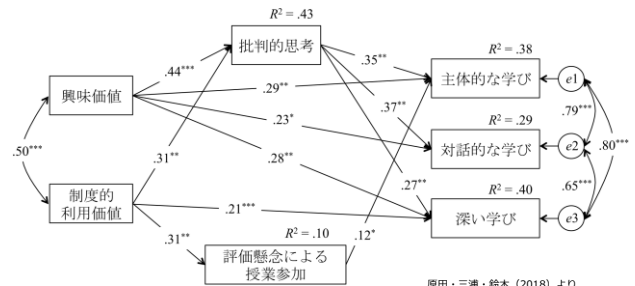 R² = .43
批判的思考
R² = .38
.44***
.35**
主体的な学び
e1
興味価値
.29**
.79***
.37**
R² = .29
.23*
対話的な学び
e2
.80***
.50***
.31**
.28**
.27**
.65***
R² = .40
制度的
利用価値
.21***
深い学び
e3
.31**
R² = .10
.12*
評価懸念による
授業参加
原田・三浦・鈴木（2018）より